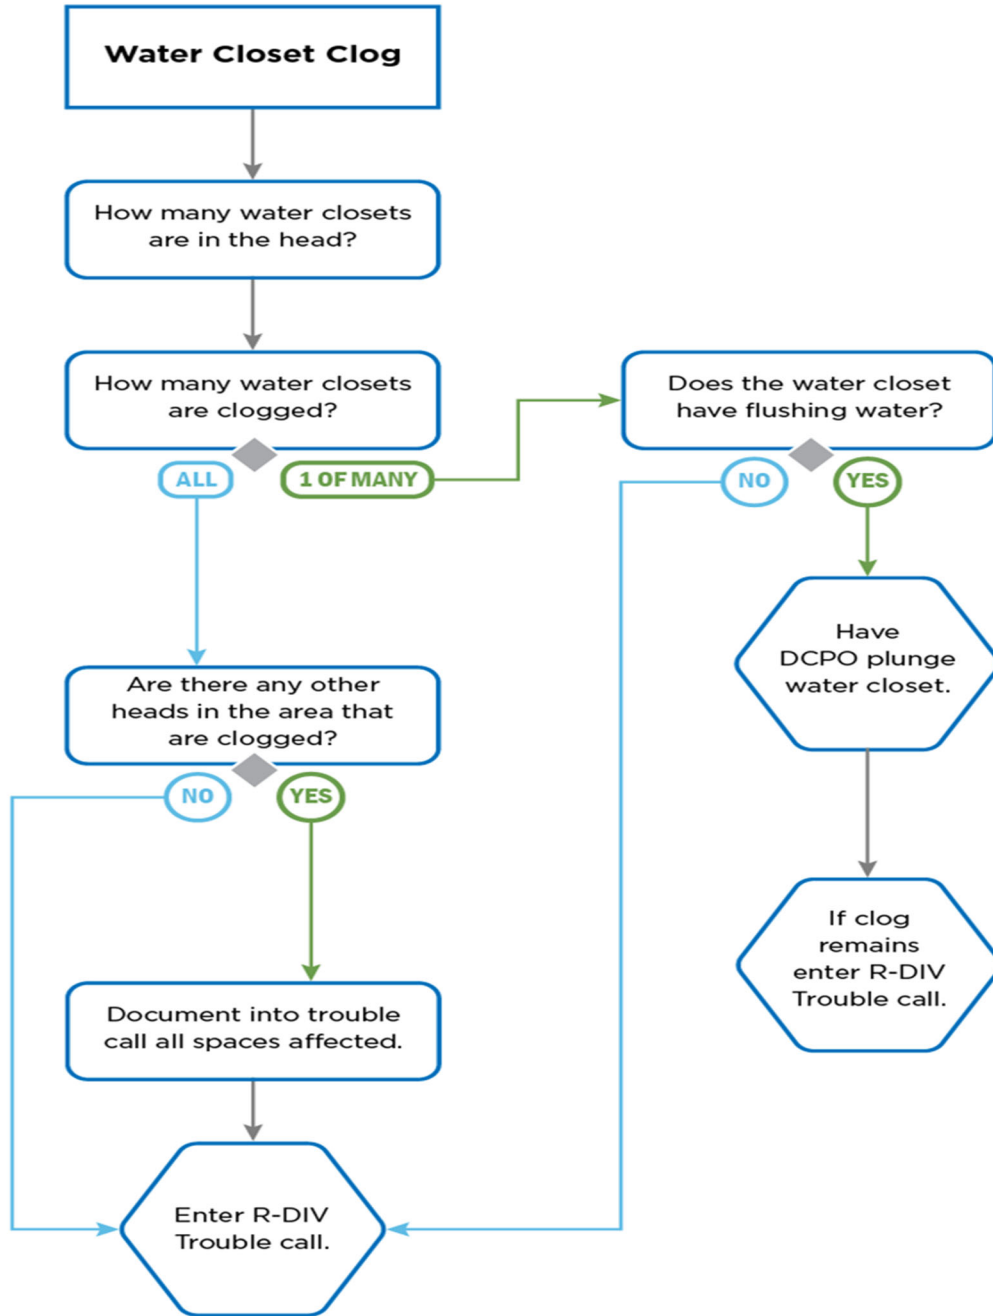 Water Closet Clog
How many water closets
are in the head?
How many water closets
are clogged?
ALL
1 OF MANY
Does the water closet
have flushing water?
NO
YES
Have
DCPO plunge
water closet.
If clog
remains
enter R-DIV
Trouble call.
Are there any other
heads in the area that
are clogged?
NO
YES
Document into trouble
call all spaces affected.
Enter R-DIV
Trouble call.